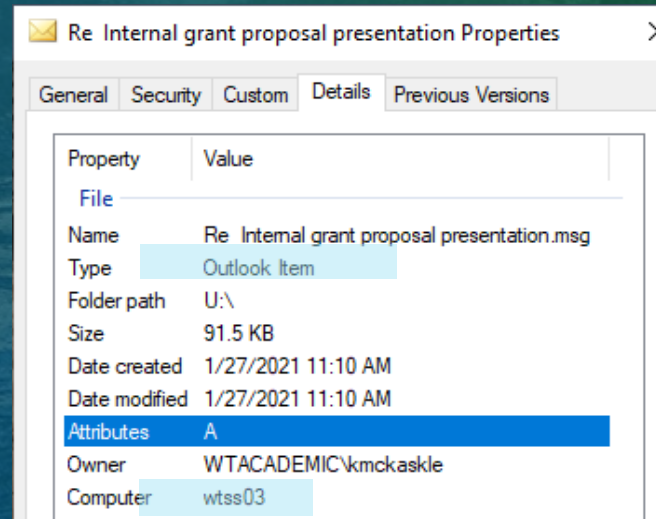 Re Internal grant proposal presentation Properties
General Security Custom Details Previous Versions
Property Value
File
Name Re Internal grant proposal presentation.msg
Type Outlook Item
Folder path U:\
Size 91.5 KB
Date created 1/27/2021 11:10 AM
Date modified 1/27/2021 11:10 AM
Attributes A
Owner WTACADEMIC\kmckaskle
Computer wtss03